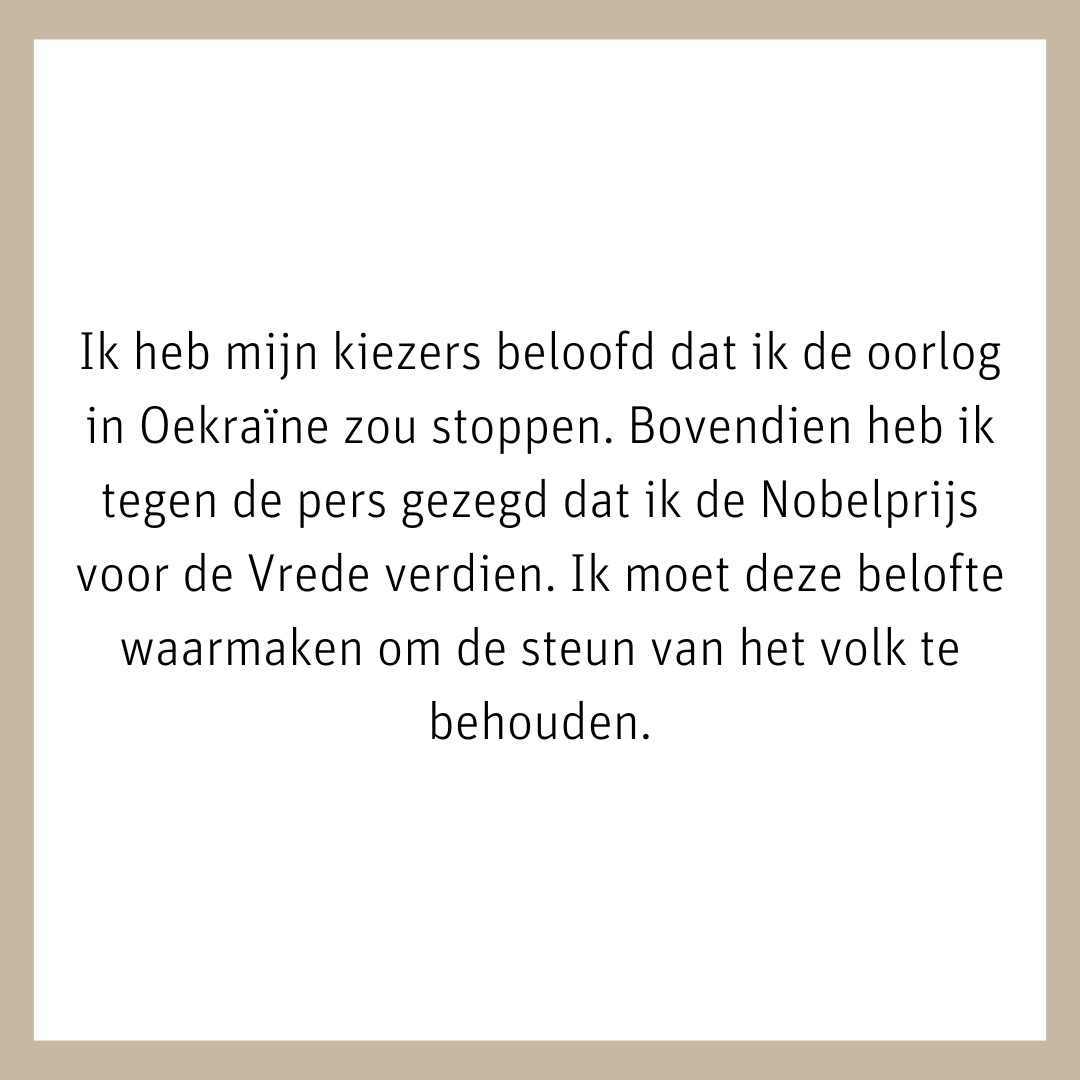 Ik heb mijn kiezers beloofd dat ik de oorlog
in Oekraïne zou stoppen. Bovendien heb ik
tegen de pers gezegd dat ik de Nobelprijs
voor de Vrede verdien. Ik moet deze belofte
waarmaken om de steun van het volk te
behouden.